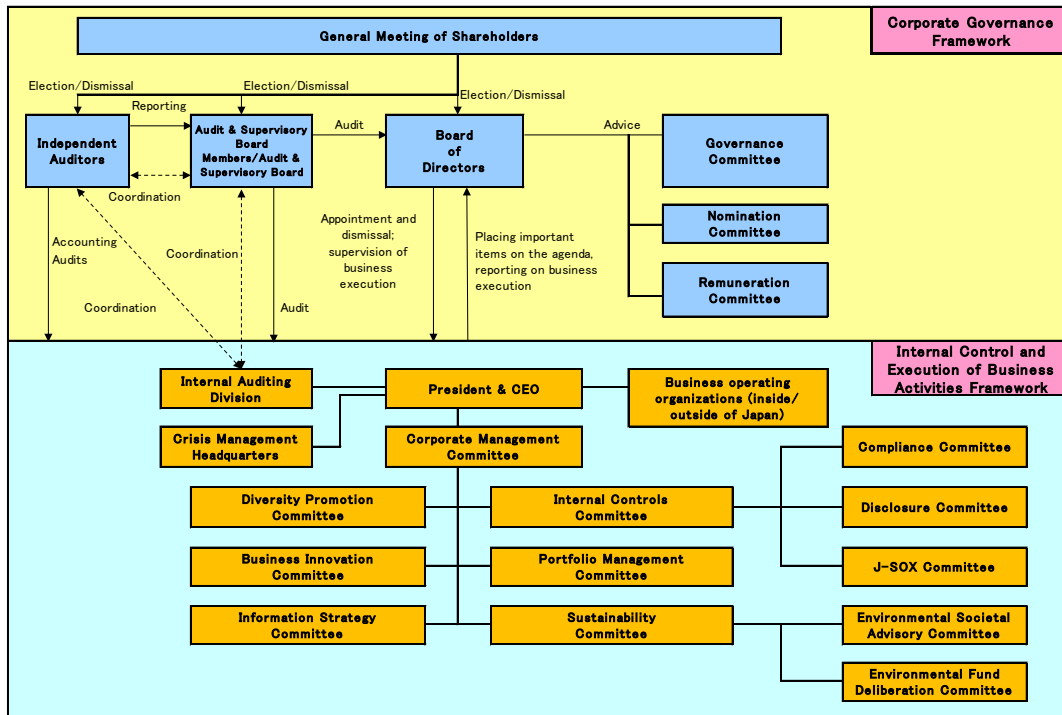 General Meeting of Shareholders
Corporate Governance
Framework
Election/Dismissal
Election/Dismissal
Election/Dismissal
Reporting
Independent
Auditors
Audit & Supervisory
Board
Members/Audit &
Supervisory Board
Audit
Board
of
Directors
Advice
Governance
Committee
Coordination
Nomination
Committee
Remuneration
Committee
Accounting
Audits
Coordination
Appointment and
dismissal;
supervision of
business
execution
Placing important
items on the agenda,
reporting on business
execution
Coordination
Audit
Internal Control and
Execution of Business
Activities Framework
Internal Auditing
Division
President & CEO
Business operating
organizations (inside/
outside of Japan)
Crisis Management
Headquarters
Corporate Management
Committee
Compliance Committee
Diversity Promotion
Committee
Internal Controls
Committee
Disclosure Committee
Business Innovation
Committee
Portfolio Management
Committee
J-SOX Committee
Information Strategy
Committee
Sustainability
Committee
Environmental Societal
Advisory Committee
Environmental Fund
Deliberation Committee